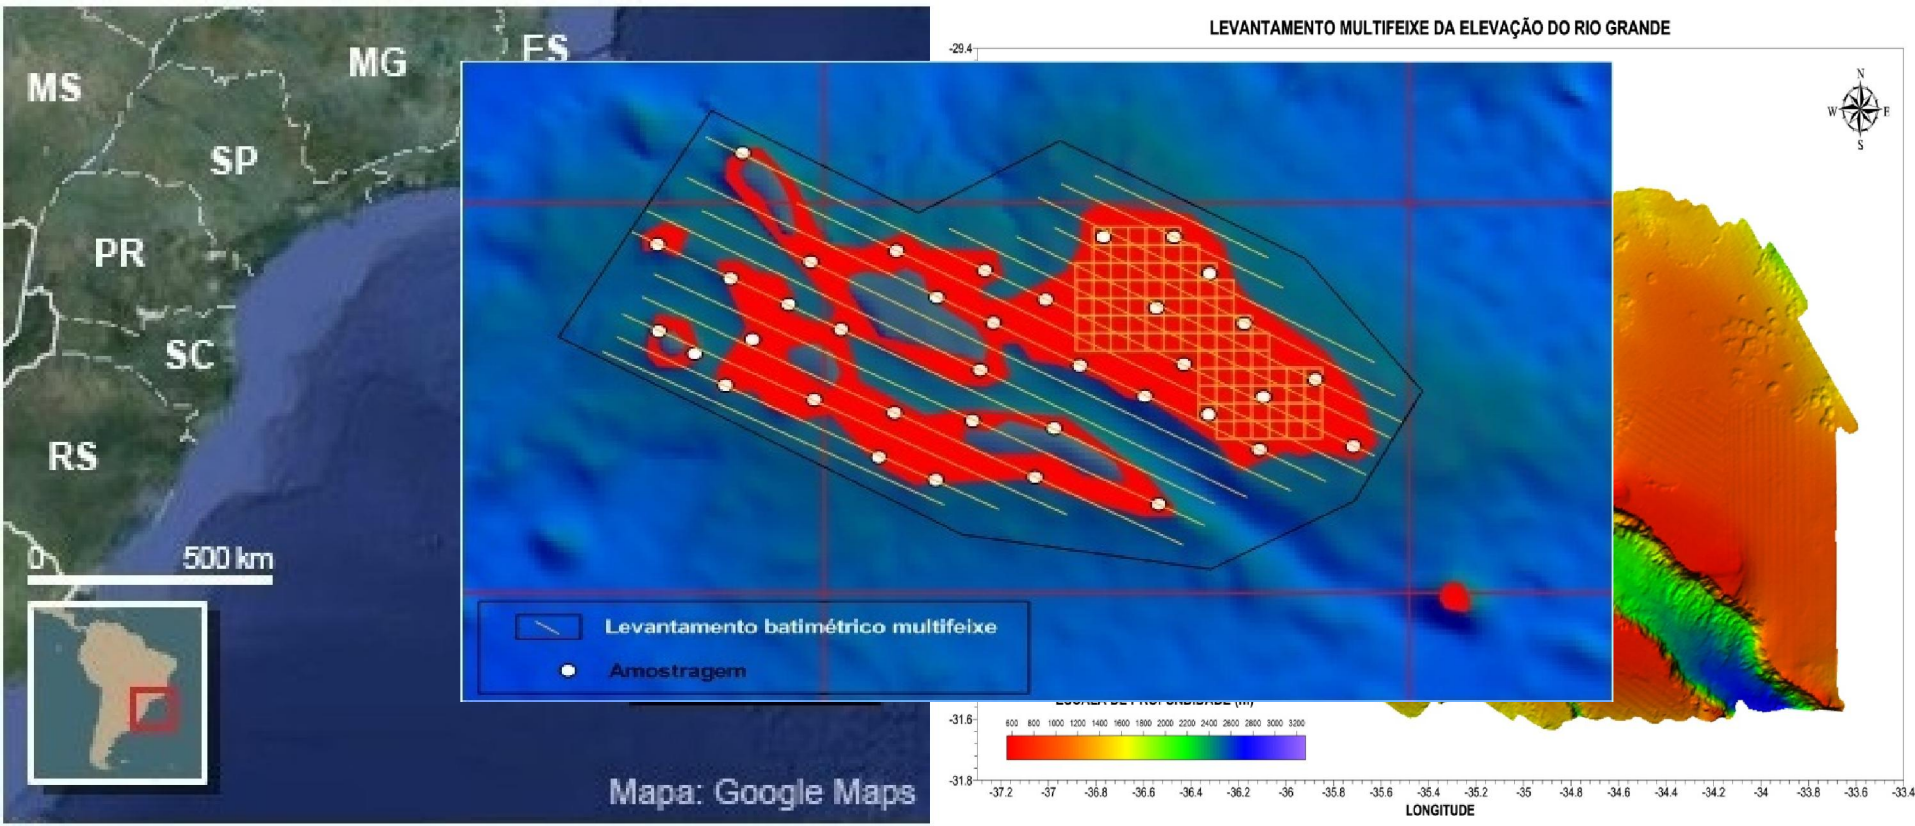 MS
MG
ES
SP
PR
SC
RS
0 500 km
Mapa: Google Maps
Levantamento batimétrico multifeixe
Amostragem
LEVANTAMENTO MULTIFEIXE DA ELEVAÇÃO DO RIO GRANDE
-29.4
N
W E
S
-31.6
-31.8
ESCALA DE PROFUNDIDADE (m)
600 800 1000 1200 1400 1600 1800 2000 2200 2400 2600 2800 3000 3200
-37.2 -37 -36.8 -36.6 -36.4 -36.2 -36 -35.8 -35.6 -35.4 -35.2 -35 -34.8 -34.6 -34.4 -34.2 -34 -33.8 -33.6 -33.4
LONGITUDE